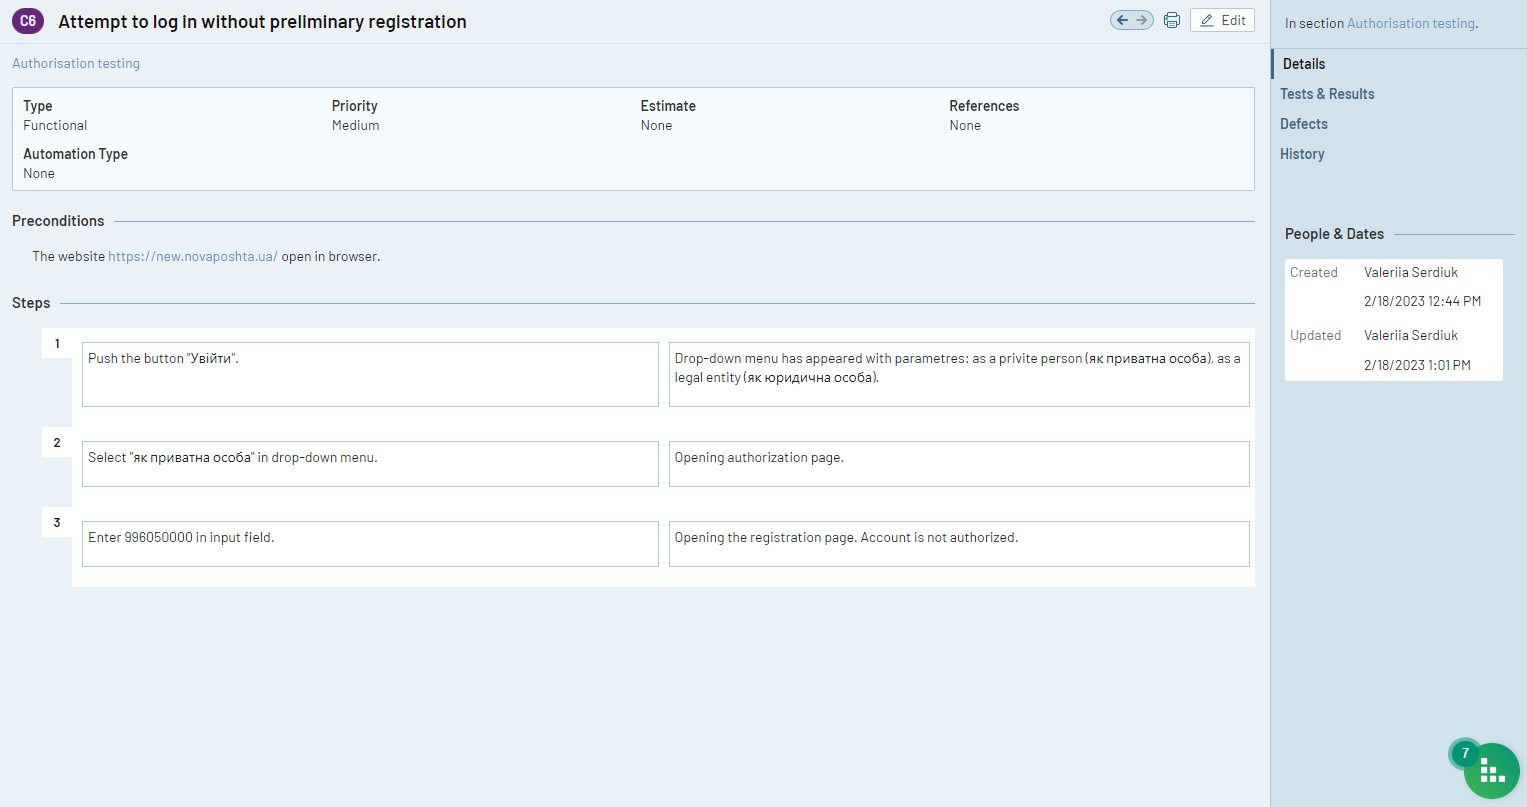 C6 Attempt to log in without preliminary registration
Edit
Authorisation testing
Type
Functional
Priority
Medium
Estimate
None
References
None
Automation Type
None
Preconditions
The website https://new.novaposhta.ua/ open in browser.
Steps
1
Push the button "Увійти".
Drop-down menu has appeared with parametres: as a privite person (як приватна особа), as a
legal entity (як юридична особа).
2
Select "як приватна особа" in drop-down menu.
Opening authorization page.
3
Enter 996050000 in input field.
Opening the registration page. Account is not authorized.
In section Authorisation testing.
Details
Tests & Results
Defects
History
People & Dates
Created Valeriia Serdiuk
2/18/2023 12:44 PM
Updated Valeriia Serdiuk
2/18/2023 1:01 PM
7